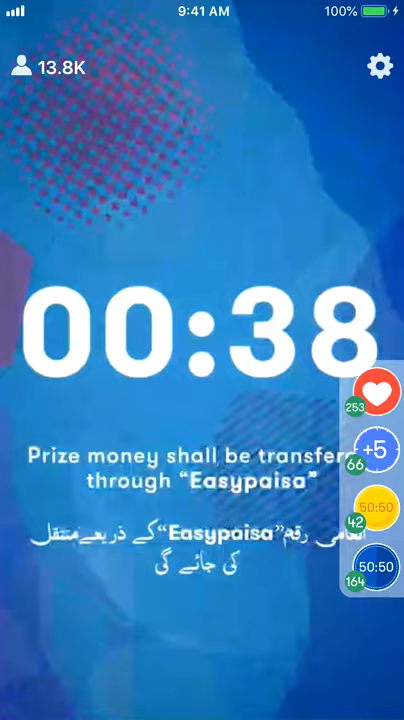 9:41 AM
100%
13.8K
00:38
253
Prize money shall be transfer
+5
66
through “Easypaisa”
50:50
42
انعامی رقم “Easypaisa” کے ذریعے منتقل
کی جائے گی
50:50
164